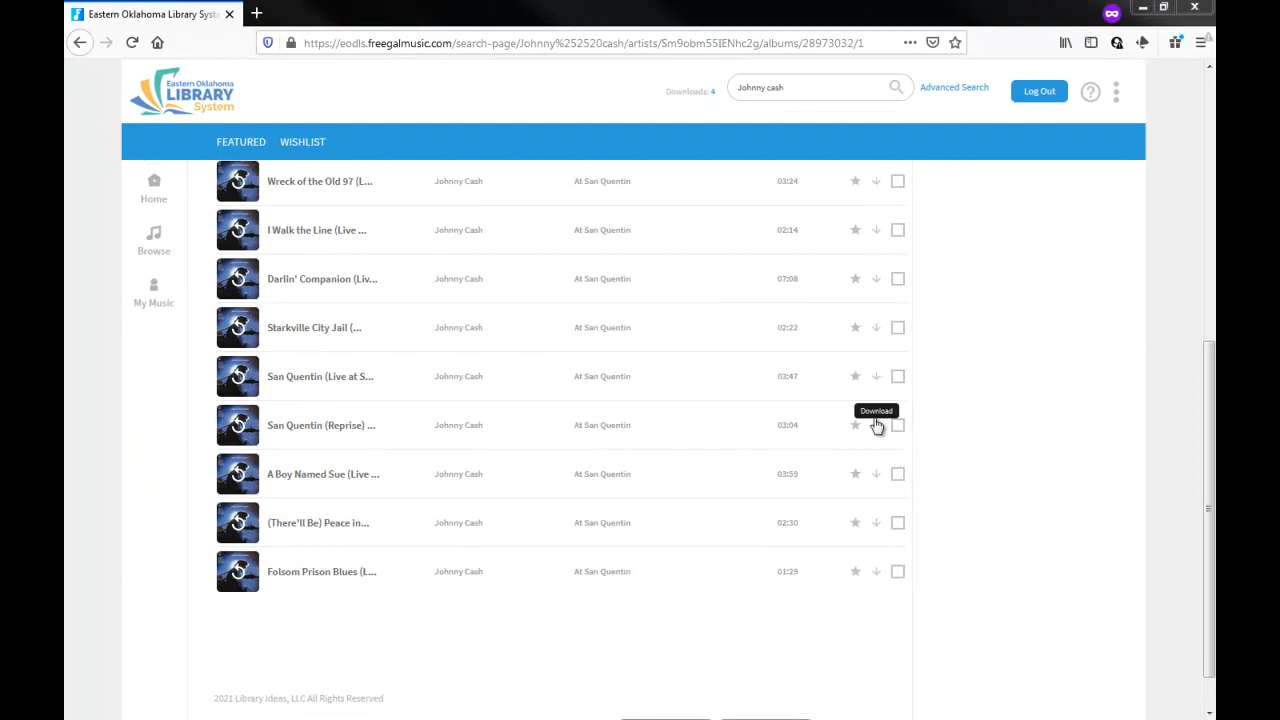 Eastern Oklahoma Library Syst
https://eodls.freegalmusic.com/search-page/Johnny%252520cash/artists/Sm9obm55IENhc2g/albums/28973032/1
Eastern Oklahoma
LIBRARY
System
Downloads: 4
Johnny cash
Advanced Search
Log Out
FEATURED WISHLIST
Home
Browse
My Music
Wreck of the Old 97 (L... Johnny Cash At San Quentin 03:24
I Walk the Line (Live ... Johnny Cash At San Quentin 02:14
Darlin' Companion (Liv... Johnny Cash At San Quentin 07:08
Starkville City Jail (... Johnny Cash At San Quentin 02:22
San Quentin (Live at S... Johnny Cash At San Quentin 03:47
Download
San Quentin (Reprise) ... Johnny Cash At San Quentin 03:04
A Boy Named Sue (Live ... Johnny Cash At San Quentin 03:59
(There'll Be) Peace in... Johnny Cash At San Quentin 02:30
Folsom Prison Blues (L... Johnny Cash At San Quentin 01:29
2021 Library Ideas, LLC All Rights Reserved